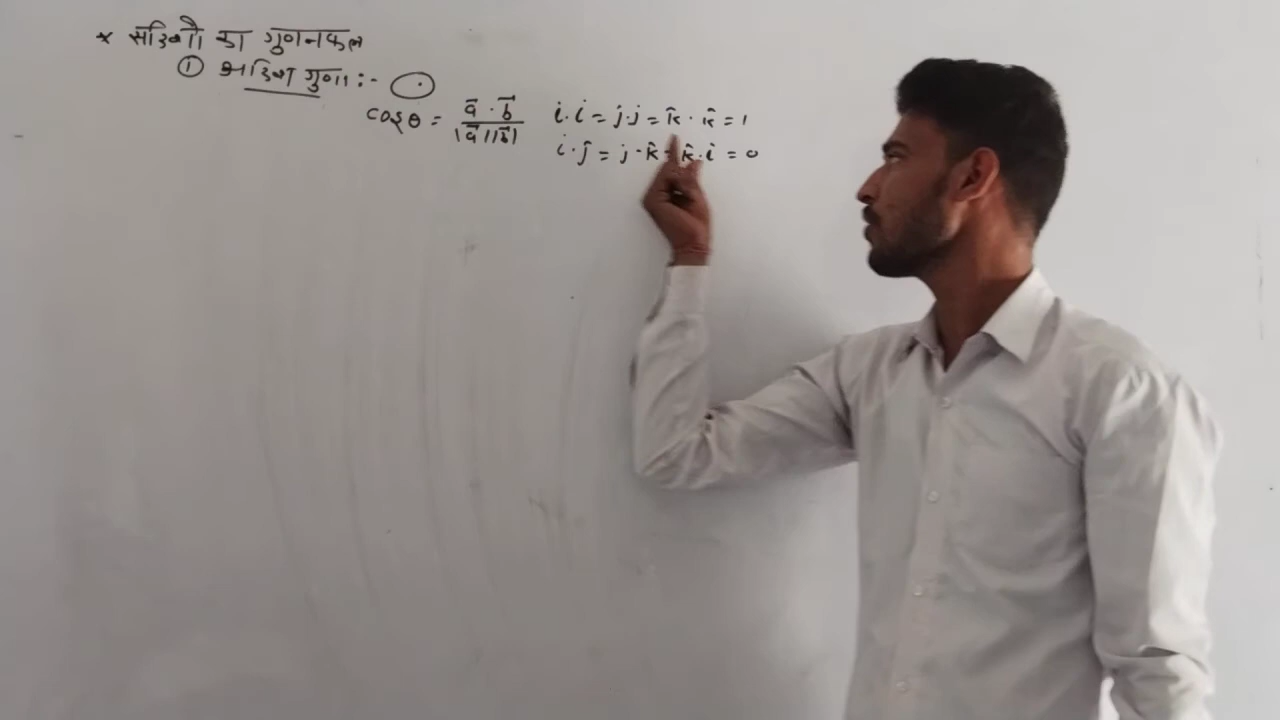 * सदिशों का गुणनफल
① अदिश गुणा :- ⊙
cosθ = a⃗ · b⃗ / |a⃗||b⃗|
i · i = j · j = k̂ · k̂ = 1
i · ĵ = j · k̂ = k̂ · i = 0